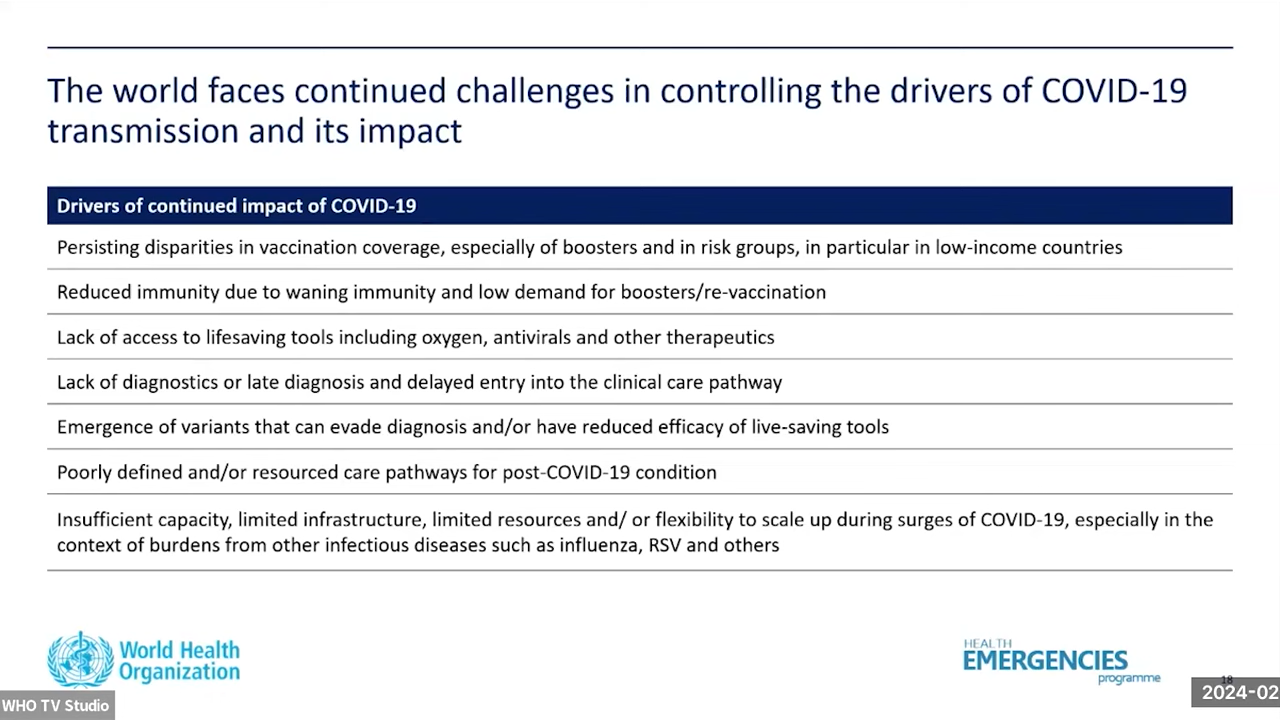 The world faces continued challenges in controlling the drivers of COVID-19
transmission and its impact
Drivers of continued impact of COVID-19
Persisting disparities in vaccination coverage, especially of boosters and in risk groups, in particular in low-income countries
Reduced immunity due to waning immunity and low demand for boosters/re-vaccination
Lack of access to lifesaving tools including oxygen, antivirals and other therapeutics
Lack of diagnostics or late diagnosis and delayed entry into the clinical care pathway
Emergence of variants that can evade diagnosis and/or have reduced efficacy of live-saving tools
Poorly defined and/or resourced care pathways for post-COVID-19 condition
Insufficient capacity, limited infrastructure, limited resources and/ or flexibility to scale up during surges of COVID-19, especially in the
context of burdens from other infectious diseases such as influenza, RSV and others
World Health
Organization
HEALTH
EMERGENCIES
programme
18
WHO TV Studio
2024-02